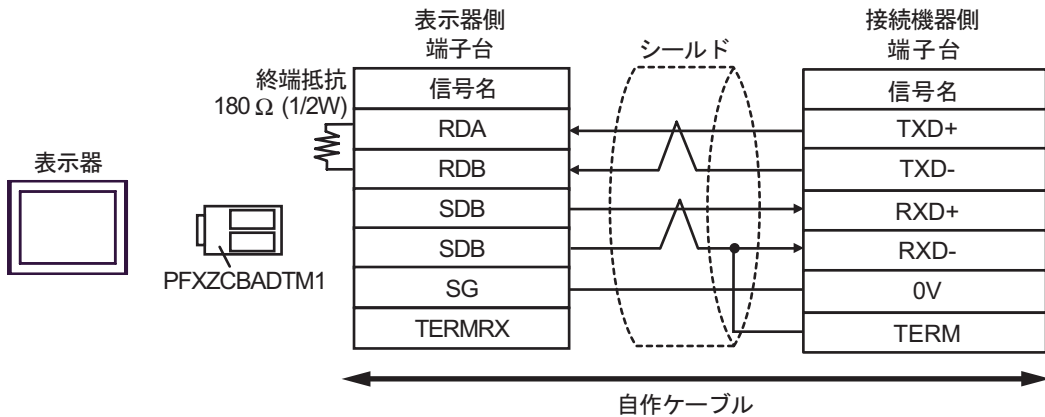 表示器側
端子台
接続機器側
端子台
シールド
終端抵抗
180 Ω (1/2W)
信号名
RDA
RDB
SDB
SDB
SG
TERMRX
信号名
TXD+
TXD-
RXD+
RXD-
0V
TERM
表示器
PFXZCBADTM1
自作ケーブル